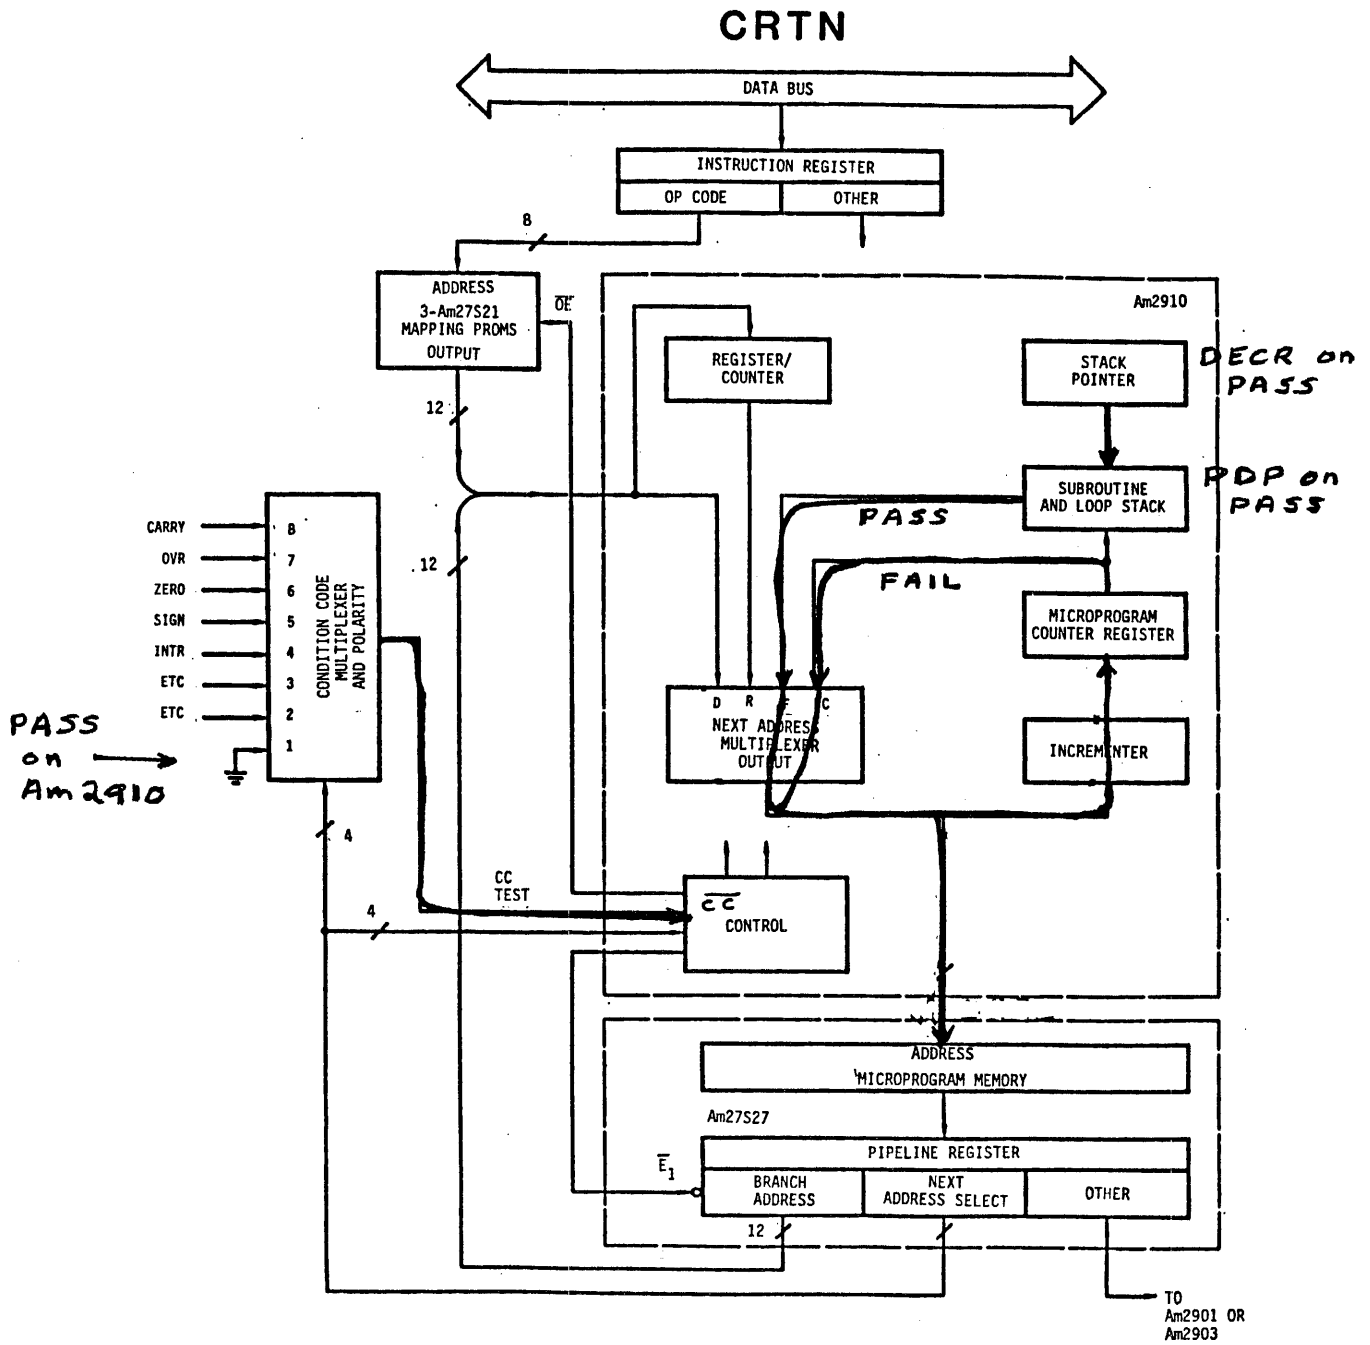 CRTN
DATA BUS
INSTRUCTION REGISTER
OP CODE
OTHER
8
ADDRESS
3-Am27S21
MAPPING PROMS
OUTPUT
OE
Am2910
REGISTER/
COUNTER
STACK
POINTER
DECR on
PASS
12
SUBROUTINE
AND LOOP STACK
PDP on
PASS
PASS
FAIL
CARRY
8
OVR
7
ZERO
6
SIGN
5
INTR
4
ETC
3
ETC
2
1
CONDITION CODE
MULTIPLEXER
AND POLARITY
12
MICROPROGRAM
COUNTER REGISTER
PASS
on
Am2910
D
R
F
C
NEXT ADDRESS
MULTIPLEXER
OUTPUT
INCREMENTER
4
CC
TEST
4
CC
CONTROL
ADDRESS
MICROPROGRAM MEMORY
Am27S27
PIPELINE REGISTER
E1
BRANCH
ADDRESS
NEXT
ADDRESS SELECT
OTHER
12
TO
Am2901 OR
Am2903